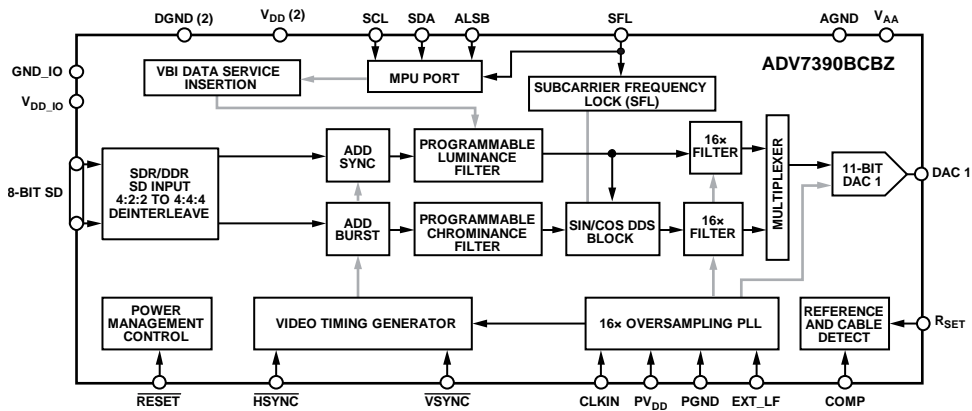 DGND (2)
VDD (2)
SCL
SDA
ALSB
SFL
AGND
VAA
GND_IO
VDD_IO
VBI DATA SERVICE
INSERTION
MPU PORT
ADV7390BCBZ
SUBCARRIER FREQUENCY
LOCK (SFL)
8-BIT SD
SDR/DDR
SD INPUT
4:2:2 TO 4:4:4
DEINTERLEAVE
ADD
SYNC
PROGRAMMABLE
LUMINANCE
FILTER
16×
FILTER
MULTIPLEXER
11-BIT
DAC 1
DAC 1
ADD
BURST
PROGRAMMABLE
CHROMINANCE
FILTER
SIN/COS DDS
BLOCK
16×
FILTER
POWER
MANAGEMENT
CONTROL
VIDEO TIMING GENERATOR
16× OVERSAMPLING PLL
REFERENCE
AND CABLE
DETECT
RSET
RESET
HSYNC
VSYNC
CLKIN
PVDD
PGND
EXT_LF
COMP